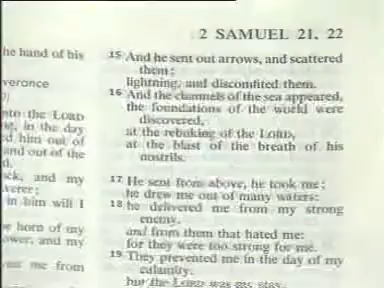 2 SAMUEL 21, 22
he hand of his
verance
nto the LORD
in the day
d him out of
and out of the
d.
ck, and my
in him will I
e horn of my
ower, and my
me from
15 And he sent out arrows, and scattered
them;
lightning, and discomfited them.
16 And the channels of the sea appeared,
the foundations of the world were
discovered,
at the rebuking of the LORD,
at the blast of the breath of his
nostrils.
17 He sent from above, he took me;
he drew me out of many waters:
18 he delivered me from my strong
enemy,
and from them that hated me:
for they were too strong for me.
19 They prevented me in the day of my
calamity:
but the LORD was my stay.